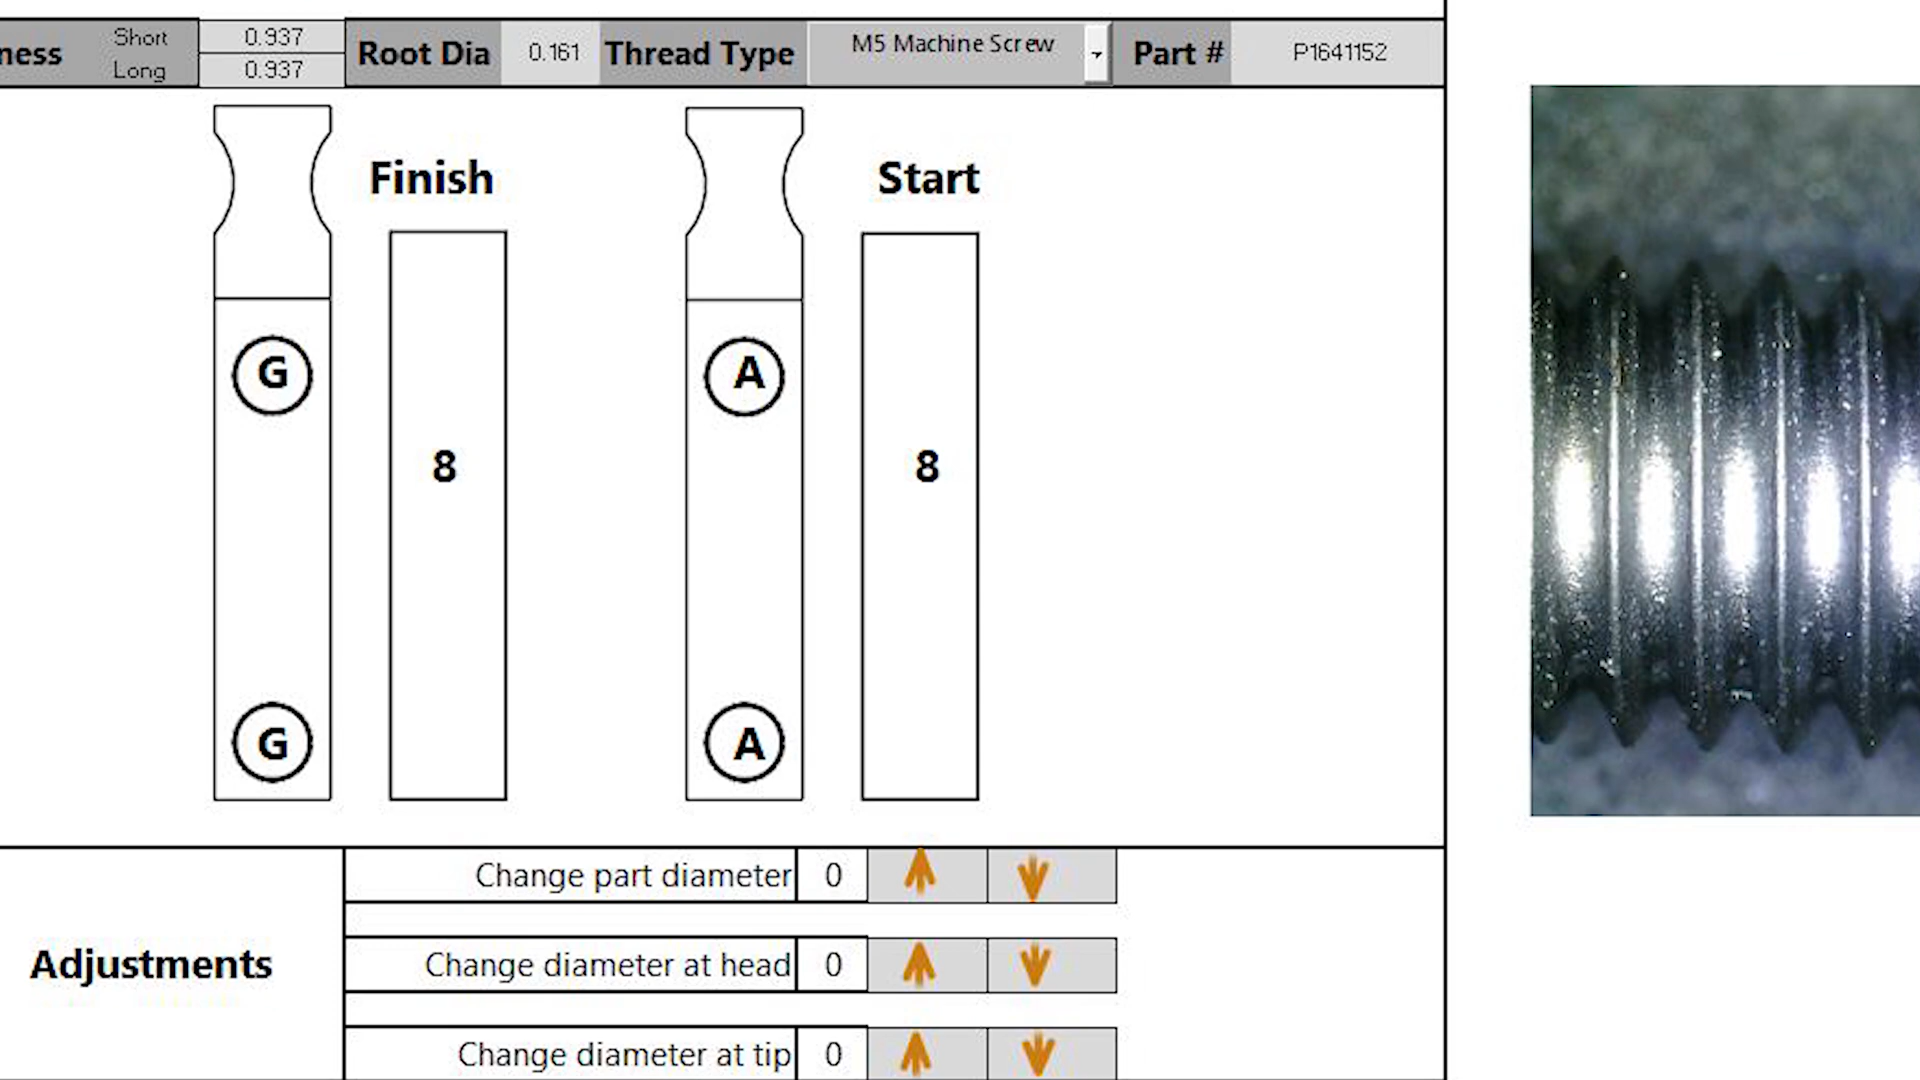 ness Short 0.937 Root Dia 0.161 Thread Type M5 Machine Screw Part # P1641152
Long 0.937
Finish Start
G A
8 8
G A
Change part diameter 0
Adjustments Change diameter at head 0
Change diameter at tip 0